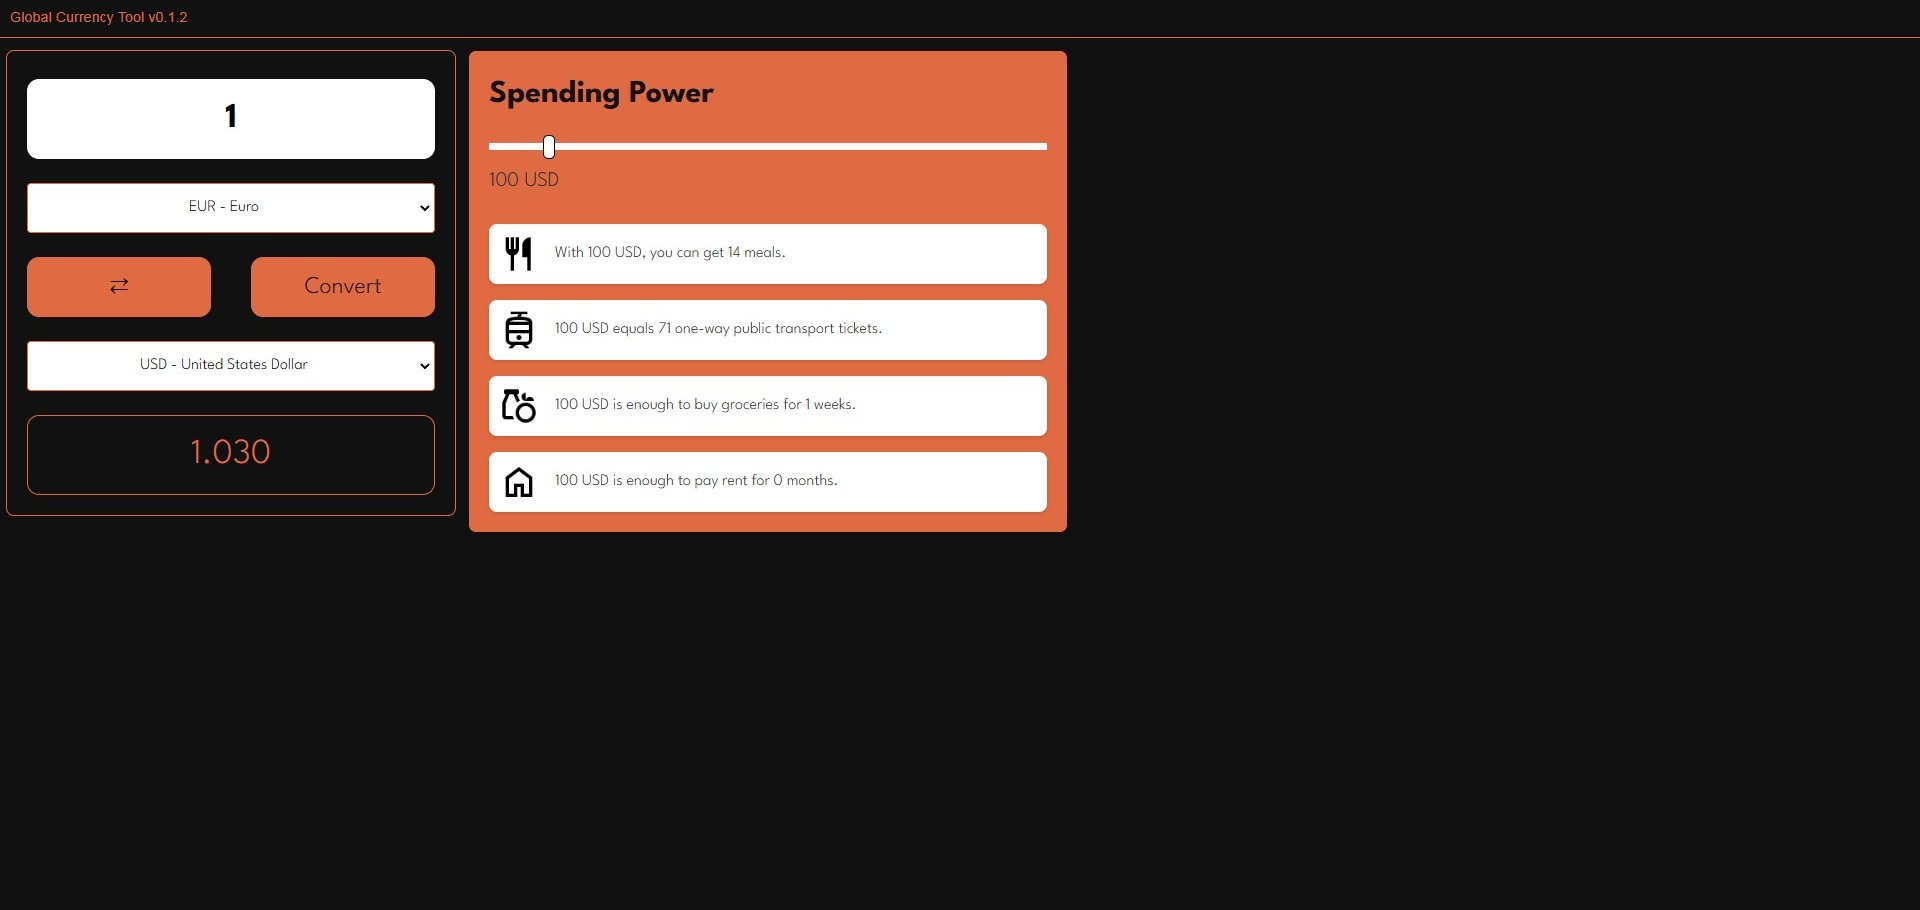 Global Currency Tool v0.1.2
1
EUR - Euro
⇄
Convert
USD - United States Dollar
1.030
Spending Power
100 USD
With 100 USD, you can get 14 meals.
100 USD equals 71 one-way public transport tickets.
100 USD is enough to buy groceries for 1 weeks.
100 USD is enough to pay rent for 0 months.